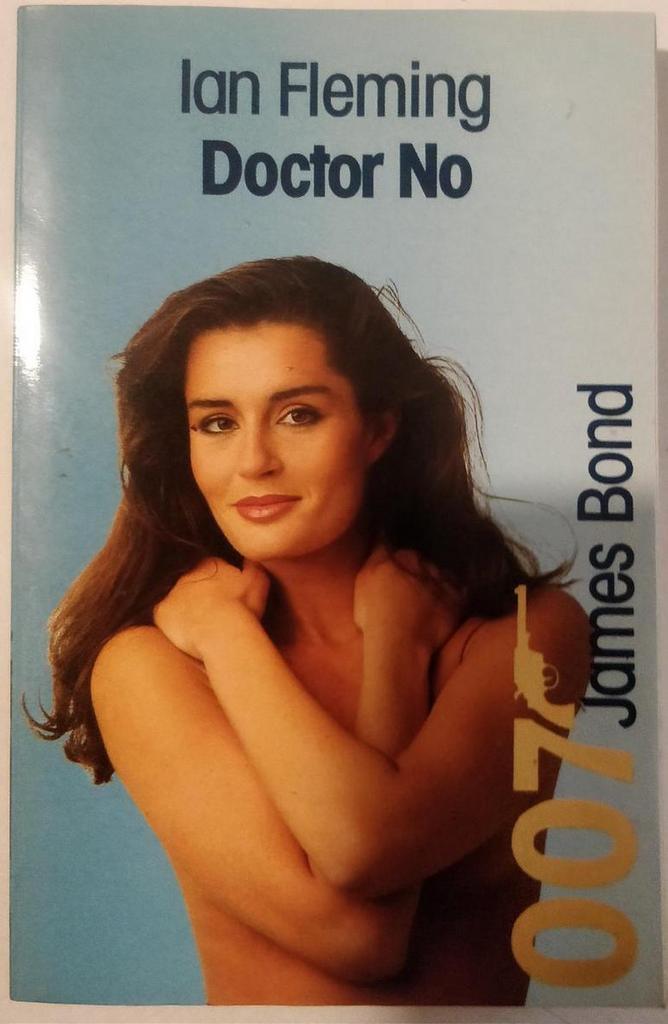 Ian Fleming
Doctor No
007 James Bond